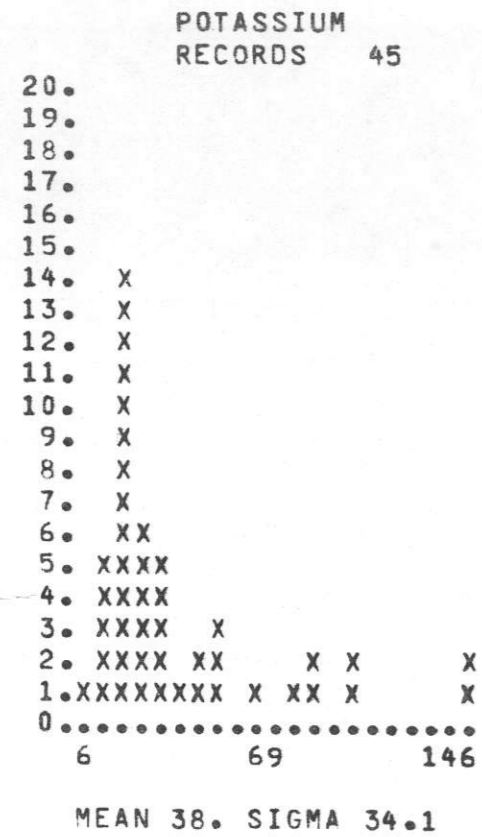 POTASSIUM
RECORDS   45
20.
19.
18.
17.
16.
15.
14.  X
13.  X
12.  X
11.  X
10.  X
9.  X
8.  X
7.  X
6.  XX
5. XXXX
4. XXXX
3. XXXX  X
2. XXXX XX    X X     X
1.XXXXXXXX X XX X     X
0......................
6        69       146
MEAN 38. SIGMA 34.1